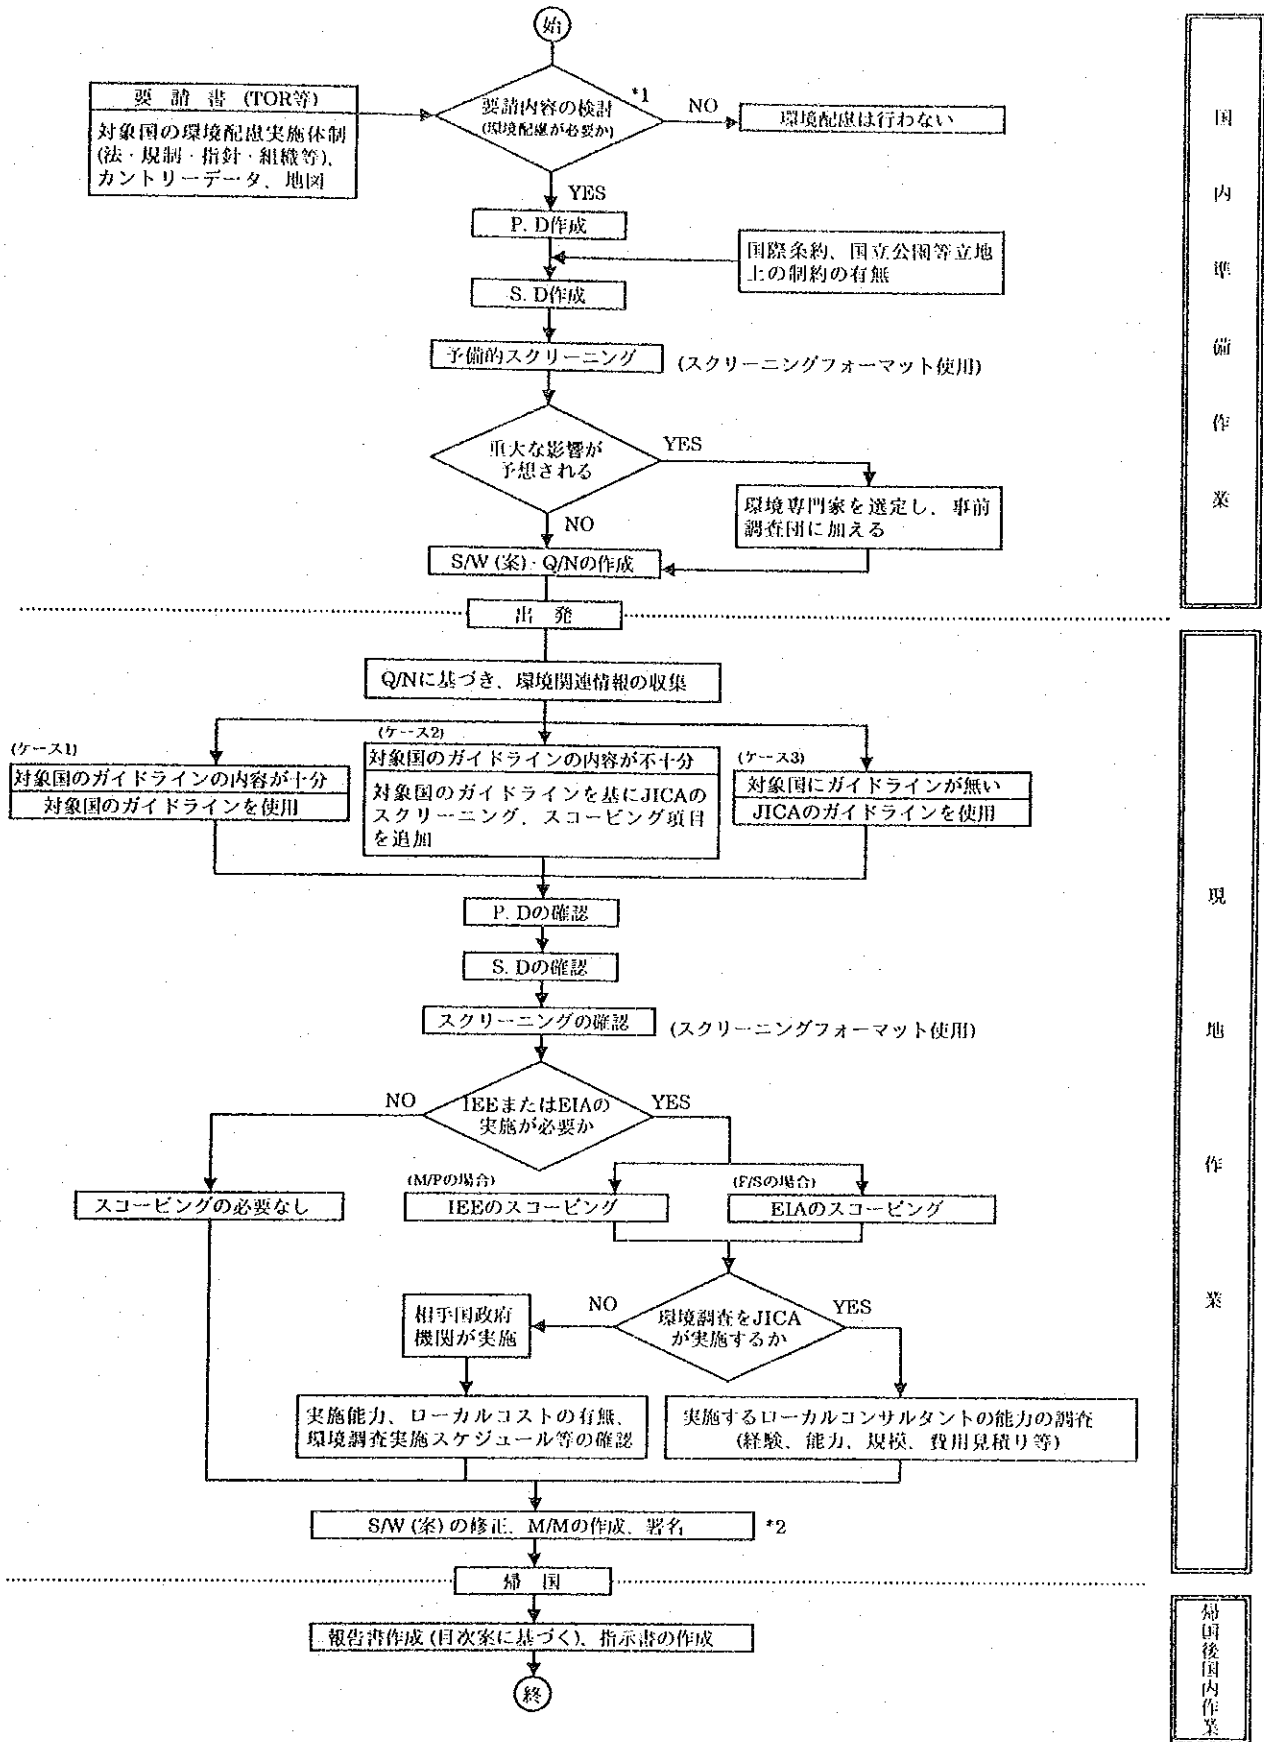 始
要請書 (TOR等)
対象国の環境配慮実施体制
(法・規制・指針・組織等)、
カントリーデータ、地図
要請内容の検討
(環境配慮が必要か)
*1
NO
環境配慮は行わない
YES
P. D作成
国際条約、国立公園等立地
上の制約の有無
S. D作成
予備的スクリーニング
(スクリーニングフォーマット使用)
重大な影響が
予想される
YES
環境専門家を選定し、事前
調査団に加える
NO
S/W (案)・Q/Nの作成
出 発
国内準備作業
Q/Nに基づき、環境関連情報の収集
(ケース1)
対象国のガイドラインの内容が十分
対象国のガイドラインを使用
(ケース2)
対象国のガイドラインの内容が不十分
対象国のガイドラインを基にJICAの
スクリーニング、スコーピング項目
を追加
(ケース3)
対象国にガイドラインが無い
JICAのガイドラインを使用
P. Dの確認
S. Dの確認
スクリーニングの確認
(スクリーニングフォーマット使用)
IEEまたはEIAの
実施が必要か
NO
YES
スコーピングの必要なし
(M/Pの場合)
IEEのスコーピング
(F/Sの場合)
EIAのスコーピング
環境調査をJICA
が実施するか
NO
YES
相手国政府
機関が実施
実施能力、ローカルコストの有無、
環境調査実施スケジュール等の確認
実施するローカルコンサルタントの能力の調査
(経験、能力、規模、費用見積り等)
S/W (案) の修正、M/Mの作成、署名
*2
帰 国
現地作業
報告書作成 (目次案に基づく)、指示書の作成
終
帰国後国内作業